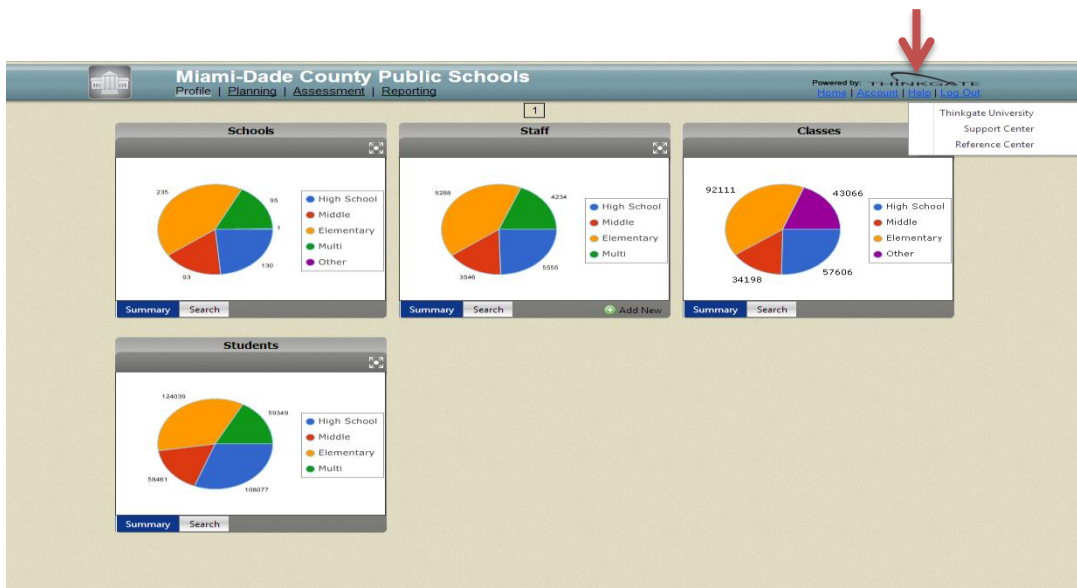 Miami-Dade County Public Schools
Profile | Planning | Assessment | Reporting
Powered by: THINKGATE
Home | Account | Help | Log Out
Thinkgate University
Support Center
Reference Center
1
Schools
235
95
1
130
93
High School
Middle
Elementary
Multi
Other
Summary
Search
Staff
9288
4234
5555
3546
High School
Middle
Elementary
Multi
Summary
Search
Add New
Classes
92111
43066
57606
34198
High School
Middle
Elementary
Other
Summary
Search
Students
124039
59349
108077
58461
High School
Middle
Elementary
Multi
Summary
Search